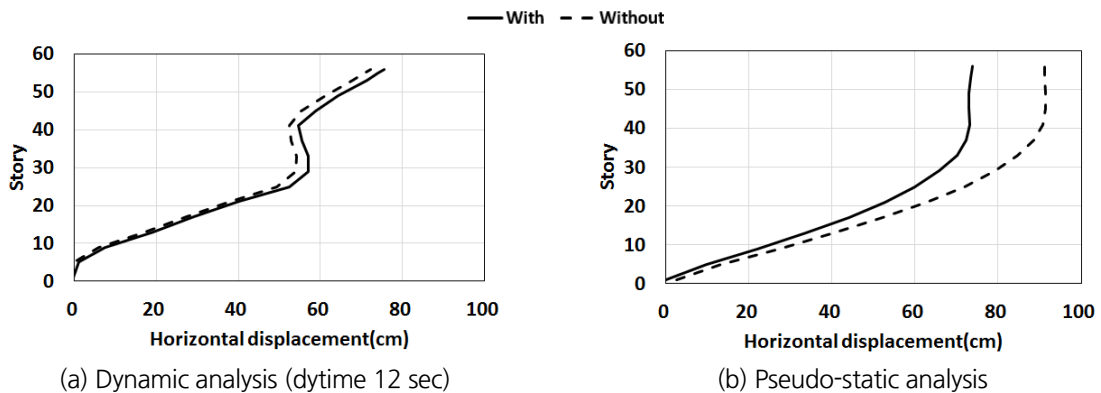 With Without
60
50
40
30
20
10
0
Story
0 20 40 60 80 100
Horizontal displacement(cm)
(a) Dynamic analysis (dytime 12 sec)
60
50
40
30
20
10
0
Story
0 20 40 60 80 100
Horizontal displacement(cm)
(b) Pseudo-static analysis